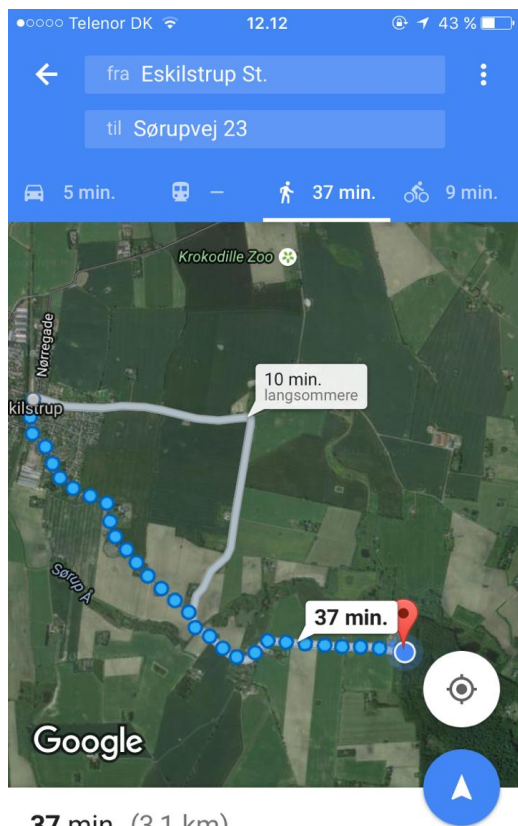 Telenor DK 12.12 43 %
fra Eskilstrup St.
til Sørupvej 23
5 min. – 37 min. 9 min.
Krokodille Zoo
Nørregade
10 min.
langsommere
kilstrup
Sørup Å
37 min.
Google
37 min. (3,1 km)